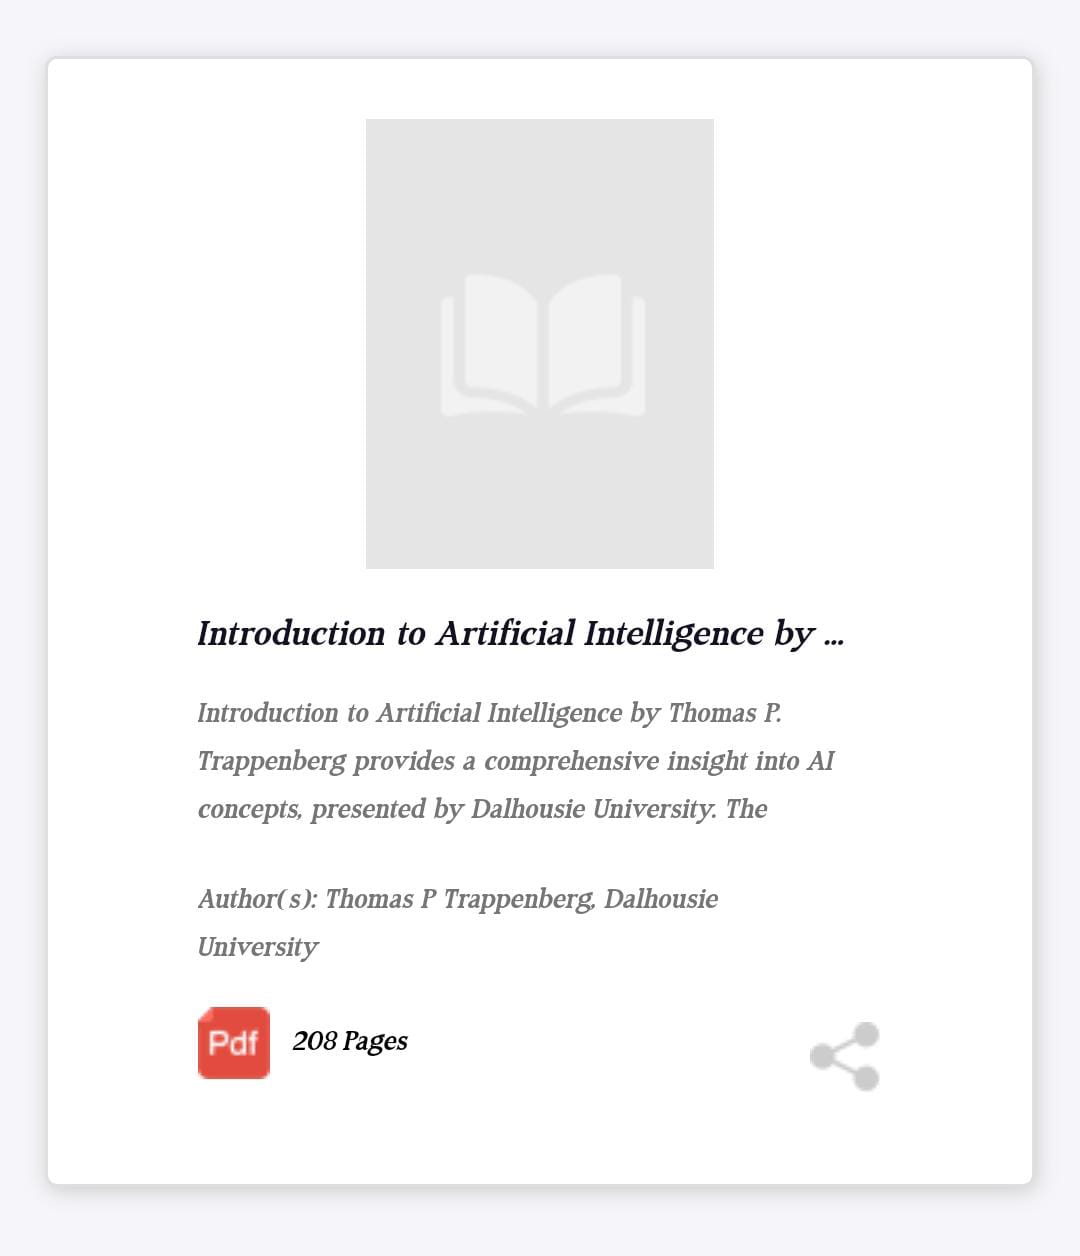 Introduction to Artificial Intelligence by ...
Introduction to Artificial Intelligence by Thomas P.
Trappenberg provides a comprehensive insight into AI
concepts, presented by Dalhousie University. The
Author(s): Thomas P Trappenberg, Dalhousie
University
Pdf 208 Pages